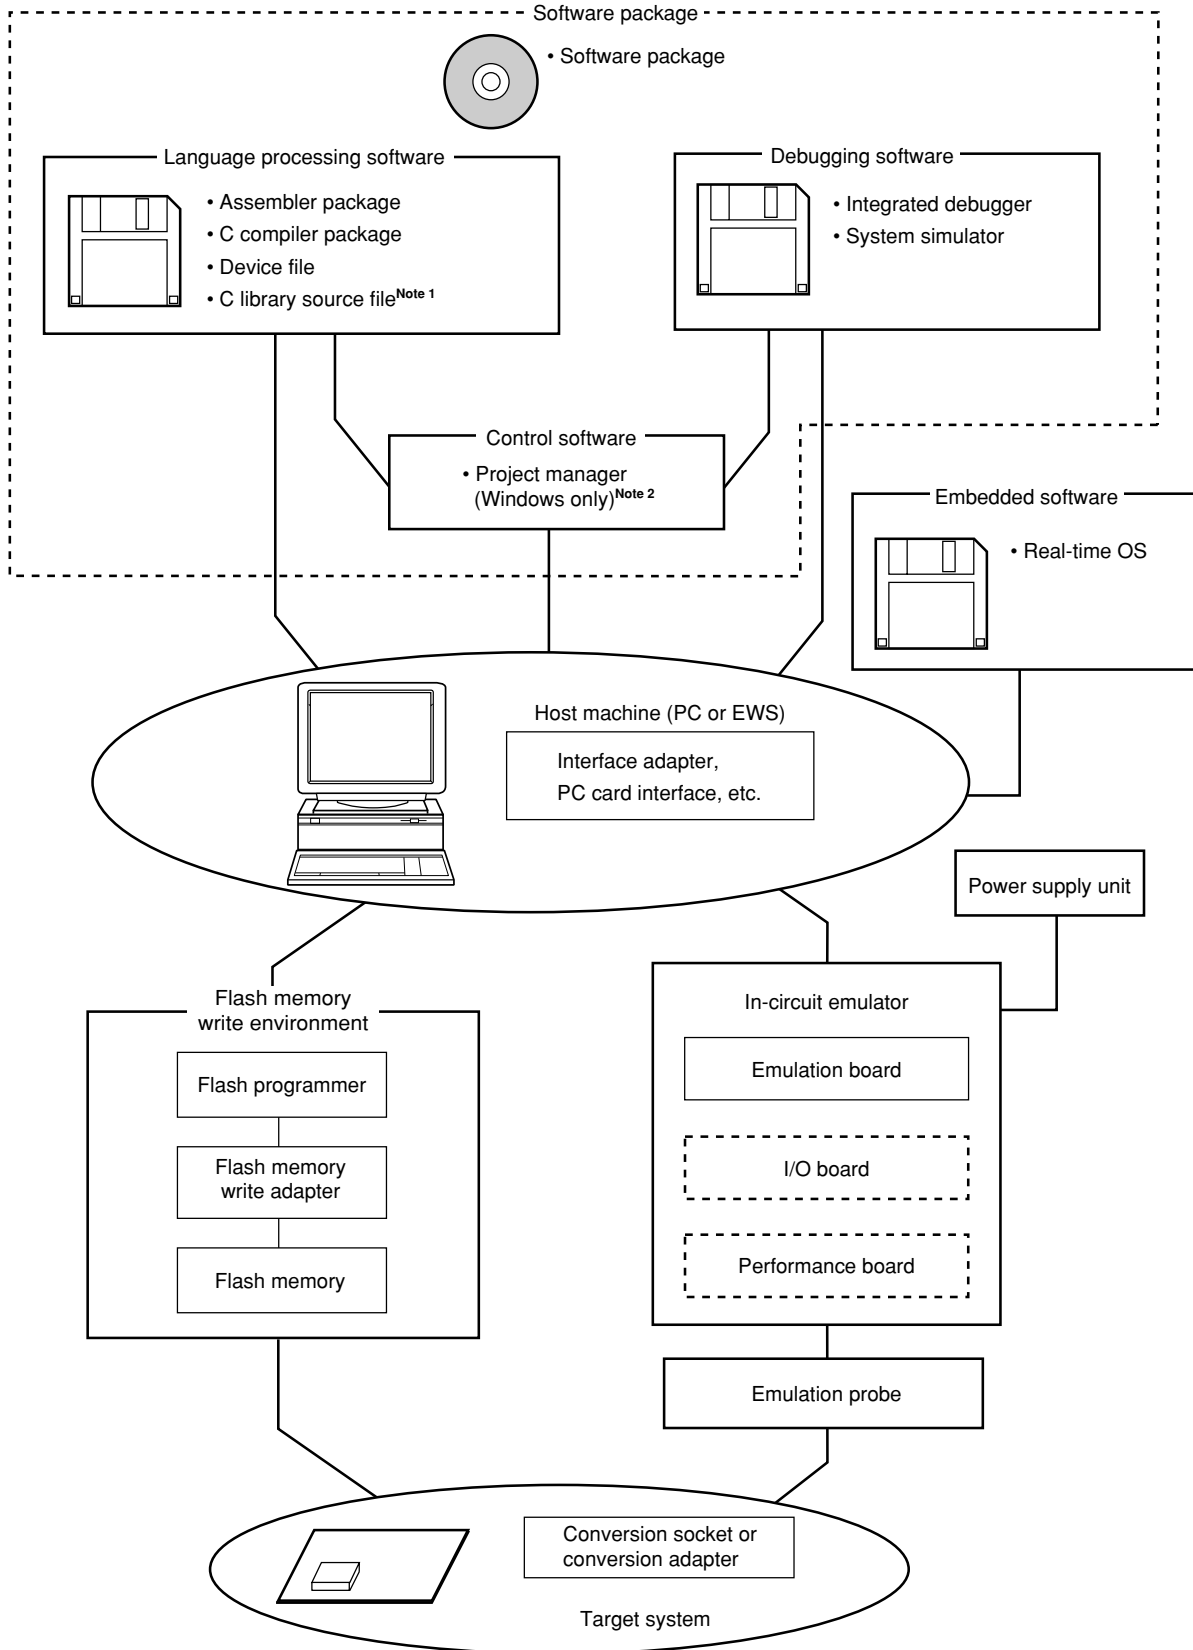 Software package
• Software package
Language processing software
• Assembler package
• C compiler package
• Device file
• C library source fileNote 1
Debugging software
• Integrated debugger
• System simulator
Control software
• Project manager
(Windows only)Note 2
Embedded software
• Real-time OS
Host machine (PC or EWS)
Interface adapter,
PC card interface, etc.
Power supply unit
Flash memory
write environment
Flash programmer
Flash memory
write adapter
Flash memory
In-circuit emulator
Emulation board
I/O board
Performance board
Emulation probe
Conversion socket or
conversion adapter
Target system